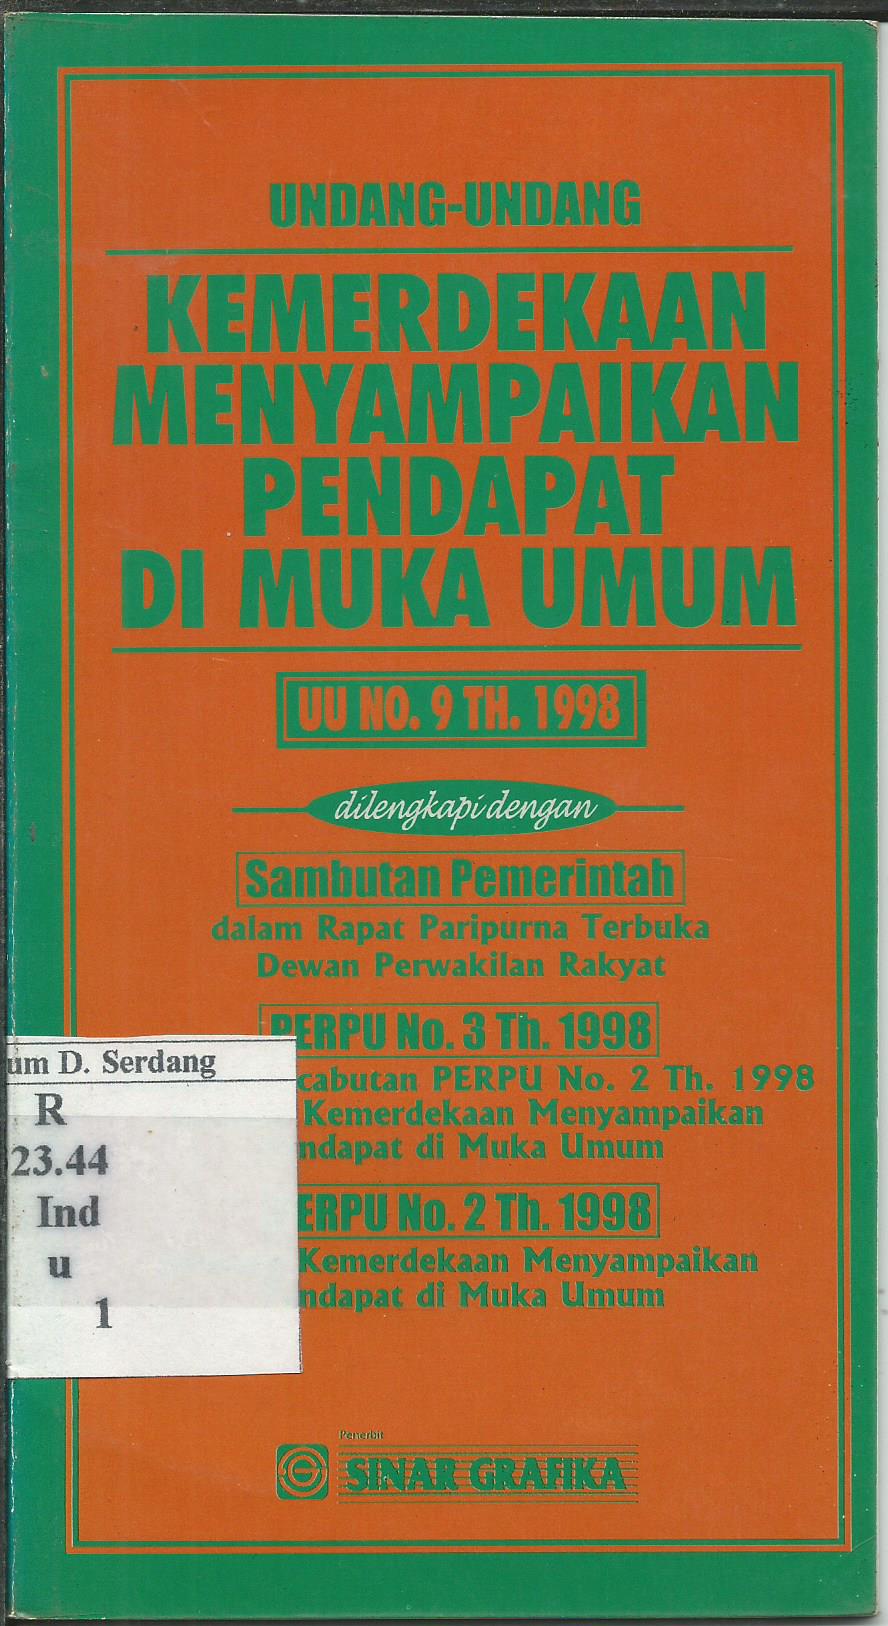 UNDANG-UNDANG
KEMERDEKAAN
MENYAMPAIKAN
PENDAPAT
DI MUKA UMUM
UU NO. 9 TH. 1998
dilengkapi dengan
Sambutan Pemerintah
dalam Rapat Paripurna Terbuka
Dewan Perwakilan Rakyat
PERPU No. 3 Th. 1998
cabutan PERPU No. 2 Th. 1998
Kemerdekaan Menyampaikan
ndapat di Muka Umum
ERPU No. 2 Th. 1998
Kemerdekaan Menyampaikan
ndapat di Muka Umum
um D. Serdang
R
23.44
Ind
u
1
Penerbit
SINAR GRAFIKA